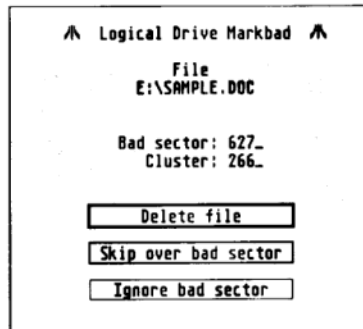 Logical Drive Markbad
File
E:\SAMPLE.DOC
Bad sector: 627_
Cluster: 266_
Delete file
Skip over bad sector
Ignore bad sector